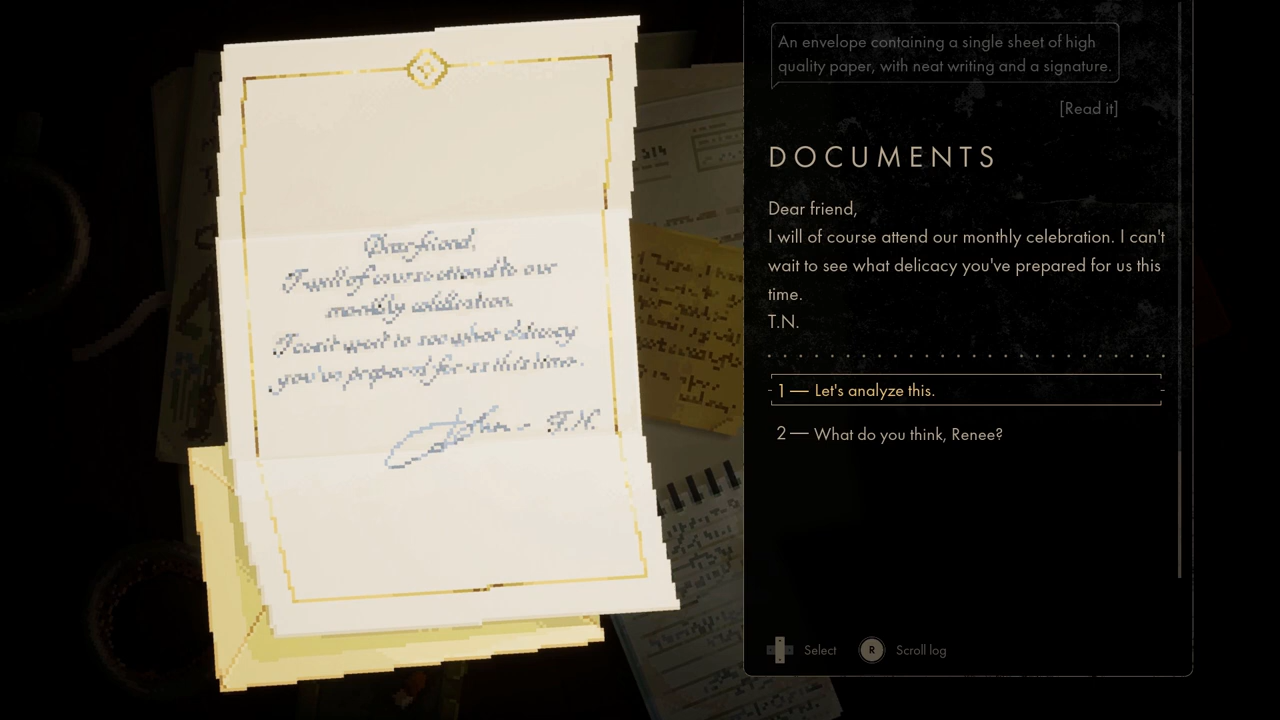 An envelope containing a single sheet of high
quality paper, with neat writing and a signature.
[Read it]
DOCUMENTS
Dear friend,
I will of course attend our monthly celebration. I can't
wait to see what delicacy you've prepared for us this
time.
T.N.
1 — Let's analyze this.
2 — What do you think, Renee?
R
Select
Scroll log
Dear friend,
I will of course attend to our
monthly celebration.
I can't wait to see what delicacy
you've prepared for us this time.
T.N.